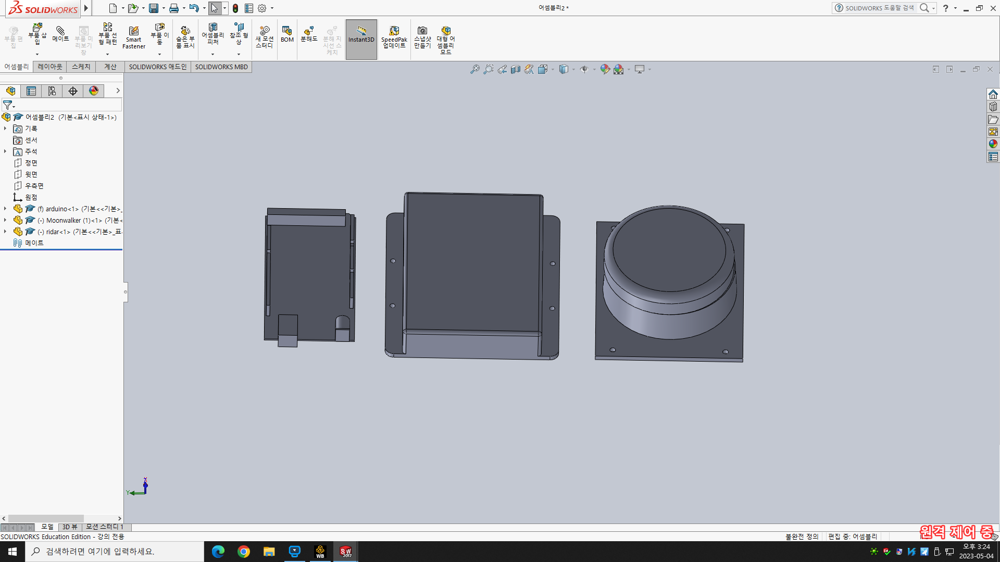 SOLIDWORKS
어셈블리2 *
SOLIDWORKS 도움말 검색
부품 편집
부품 삽입
메이트
부품 미리보기 창
부품 선형 패턴
Smart Fastener
부품 이동
숨은 부품 표시
어셈블리 피처
참조 형상
새 모션 스터디
BOM
분해도
분해 지시선 스케치
Instant3D
SpeedPak 업데이트
스냅샷 만들기
대형 어셈블리 모드
어셈블리
레이아웃
스케치
계산
SOLIDWORKS 애드인
SOLIDWORKS MBD
어셈블리2 (기본<표시 상태-1>)
기록
센서
주석
정면
윗면
우측면
원점
(f) arduino<1> (기본<<기본>_
(-) Moonwalker (1)<1> (기본<
(-) ridar<1> (기본<<기본>_표
메이트
Y
모델
3D 뷰
모션 스터디 1
SOLIDWORKS Education Edition - 강의 전용
불완전 정의
편집 중: 어셈블리
원격 제어 중
검색하려면 여기에 입력하세요.
WB
SW
2017
오후 3:24
2023-05-04